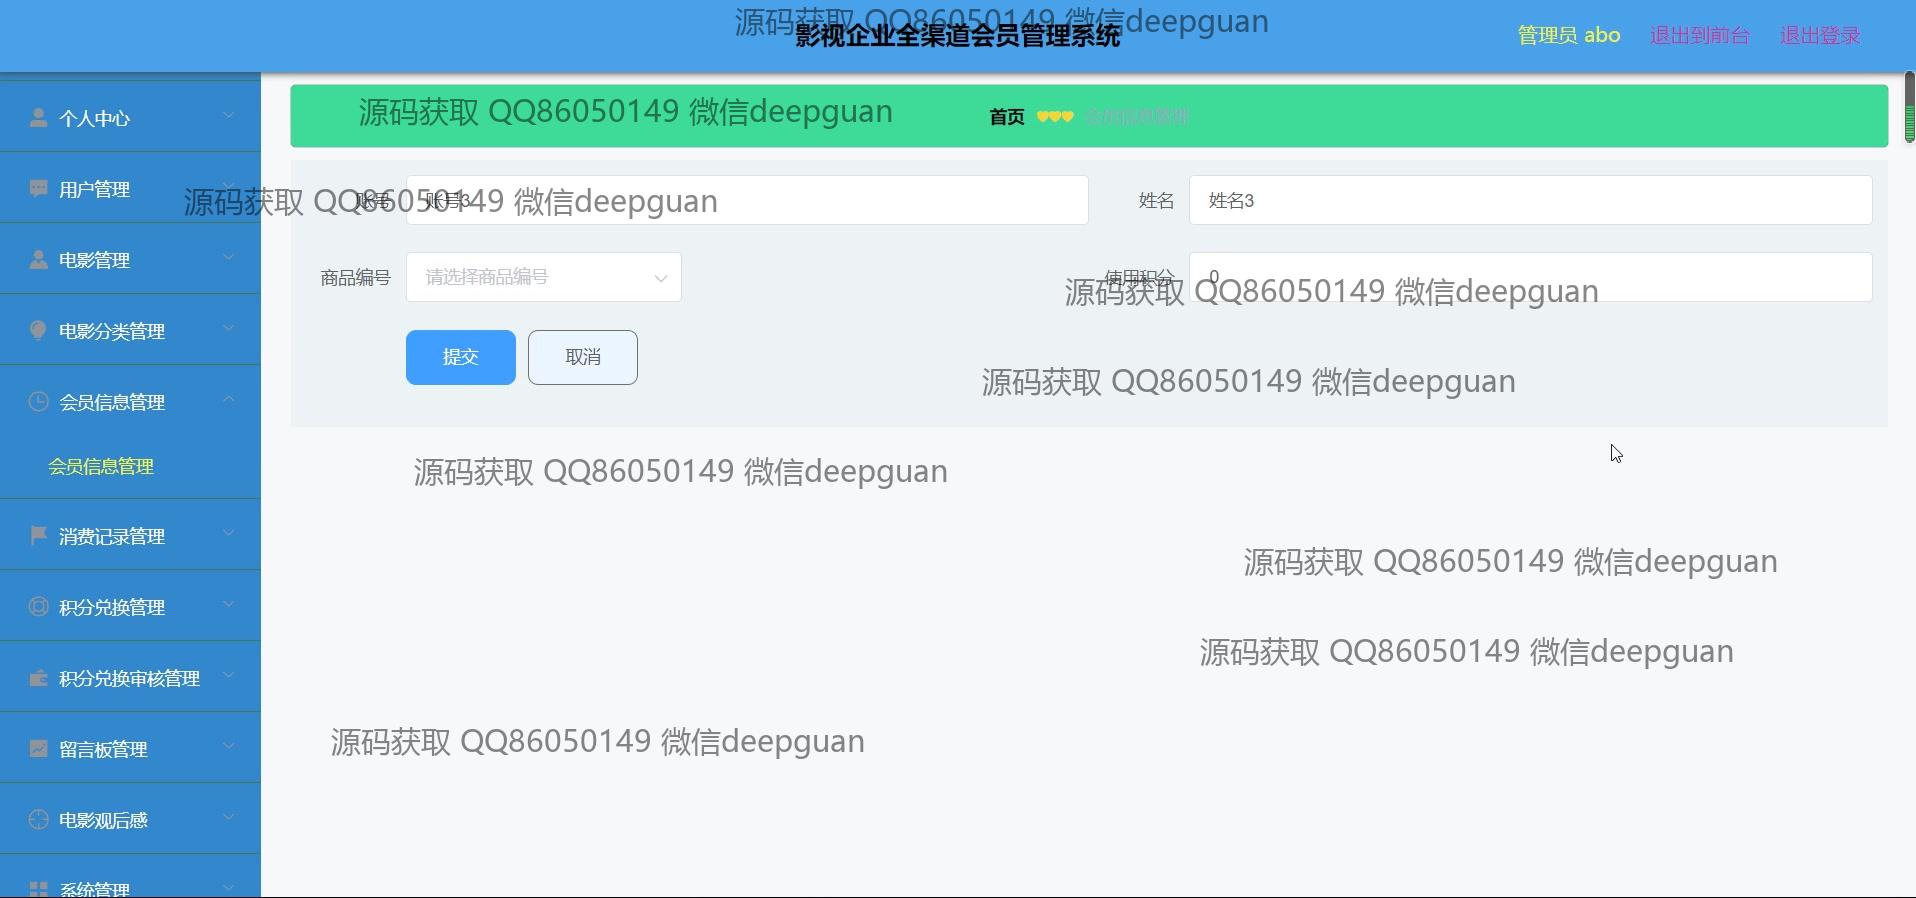 源码获取 QQ86050149 微信deepguan
影视企业全渠道会员管理系统
管理员 abo
退出到前台
退出登录
源码获取 QQ86050149 微信deepguan
首页
会员信息管理
个人中心
用户管理
电影管理
电影分类管理
会员信息管理
会员信息管理
消费记录管理
积分兑换管理
积分兑换审核管理
留言板管理
电影观后感
系统管理
源码获取 QQ86050149 微信deepguan
账号
账号3
姓名
姓名3
商品编号
请选择商品编号
使用积分
0
源码获取 QQ86050149 微信deepguan
提交
取消
源码获取 QQ86050149 微信deepguan
源码获取 QQ86050149 微信deepguan
源码获取 QQ86050149 微信deepguan
源码获取 QQ86050149 微信deepguan
源码获取 QQ86050149 微信deepguan